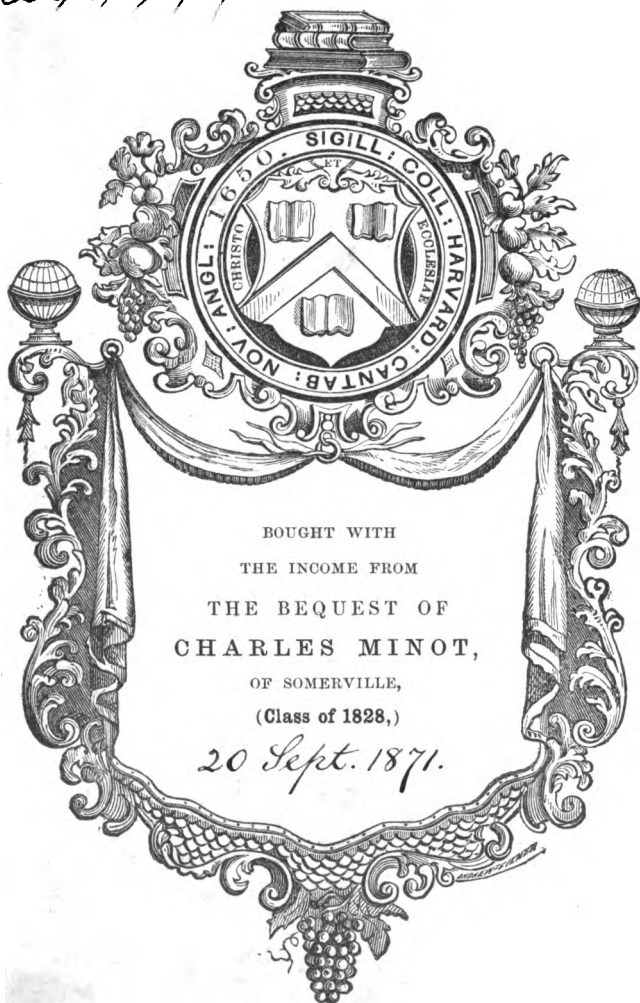 SIGILL: COLL: HARVARD: CANTAB: NOV: ANGL: 1650.
CHRISTO
ET
ECCLESIAE
BOUGHT WITH
THE INCOME FROM
THE BEQUEST OF
CHARLES MINOT,
OF SOMERVILLE,
(Class of 1828,)
20 Sept. 1871.